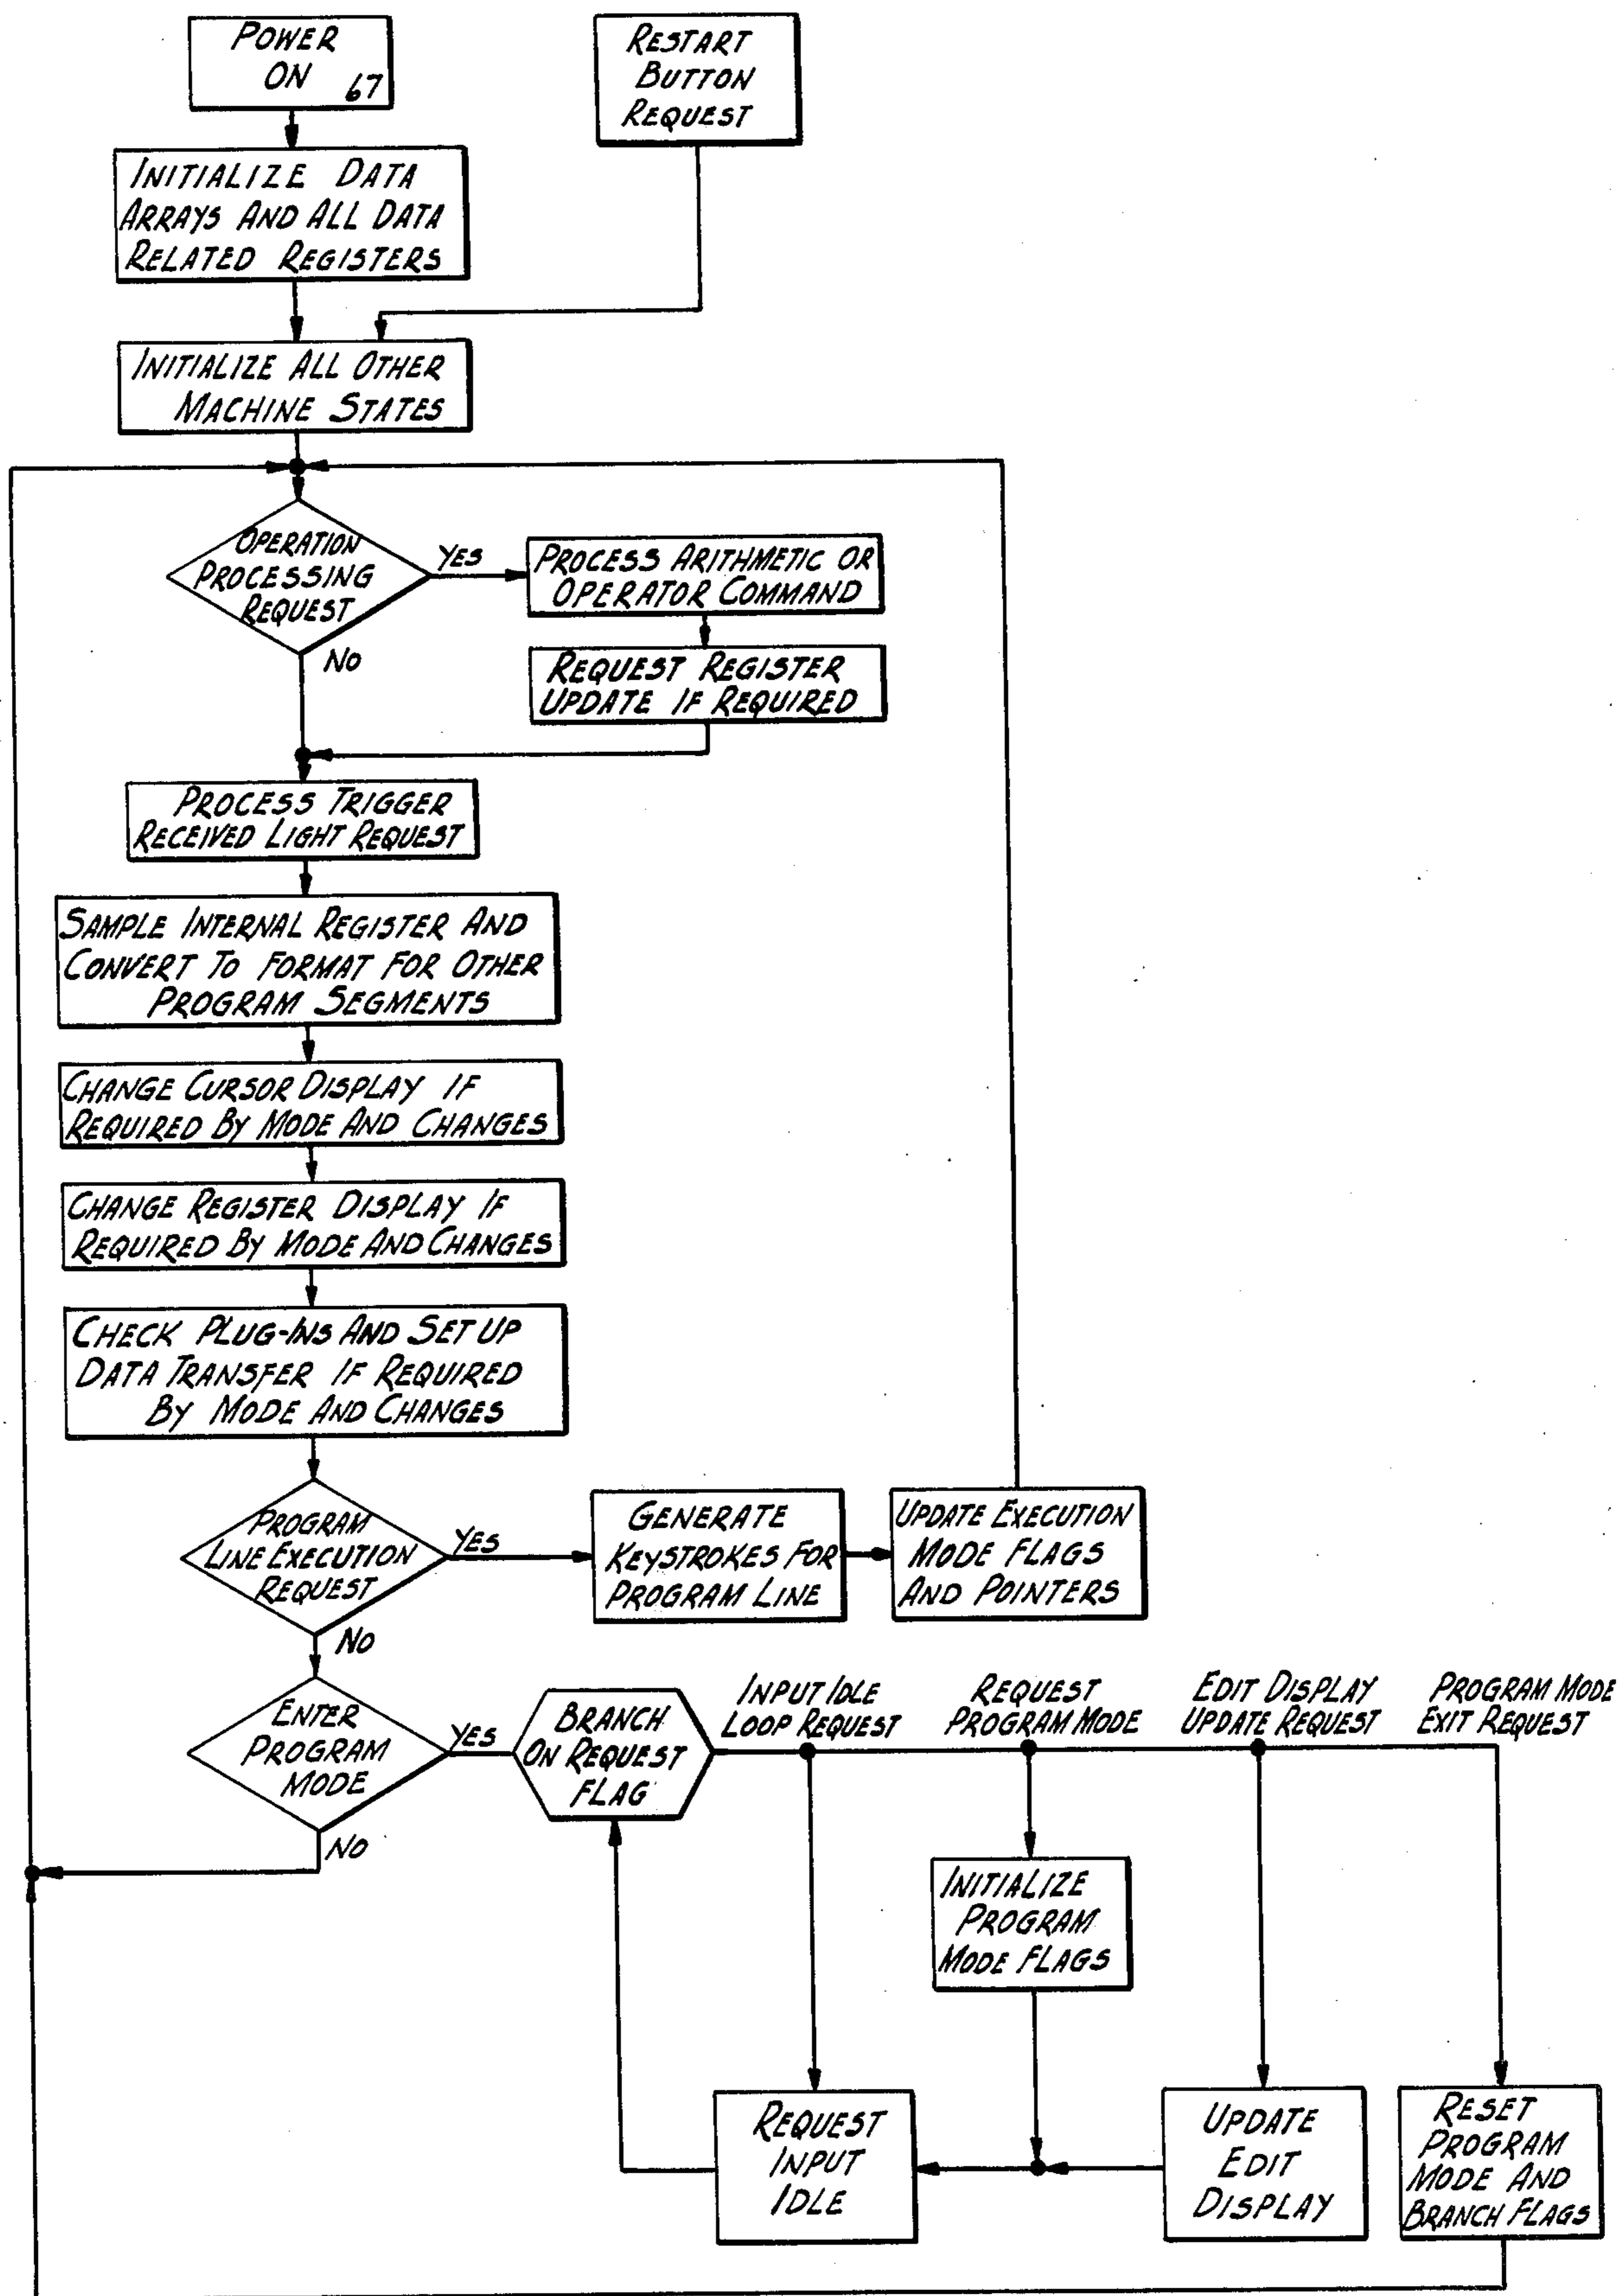 POWER
ON 67
RESTART
BUTTON
REQUEST
INITIALIZE DATA
ARRAYS AND ALL DATA
RELATED REGISTERS
INITIALIZE ALL OTHER
MACHINE STATES
OPERATION
PROCESSING
REQUEST
YES
NO
PROCESS ARITHMETIC OR
OPERATOR COMMAND
REQUEST REGISTER
UPDATE IF REQUIRED
PROCESS TRIGGER
RECEIVED LIGHT REQUEST
SAMPLE INTERNAL REGISTER AND
CONVERT TO FORMAT FOR OTHER
PROGRAM SEGMENTS
CHANGE CURSOR DISPLAY IF
REQUIRED BY MODE AND CHANGES
CHANGE REGISTER DISPLAY IF
REQUIRED BY MODE AND CHANGES
CHECK PLUG-INS AND SET UP
DATA TRANSFER IF REQUIRED
BY MODE AND CHANGES
PROGRAM
LINE EXECUTION
REQUEST
YES
NO
GENERATE
KEYSTROKES FOR
PROGRAM LINE
UPDATE EXECUTION
MODE FLAGS
AND POINTERS
ENTER
PROGRAM
MODE
YES
NO
BRANCH
ON REQUEST
FLAG
INPUT IDLE
LOOP REQUEST
REQUEST
PROGRAM MODE
EDIT DISPLAY
UPDATE REQUEST
PROGRAM MODE
EXIT REQUEST
INITIALIZE
PROGRAM
MODE FLAGS
REQUEST
INPUT
IDLE
UPDATE
EDIT
DISPLAY
RESET
PROGRAM
MODE AND
BRANCH FLAGS